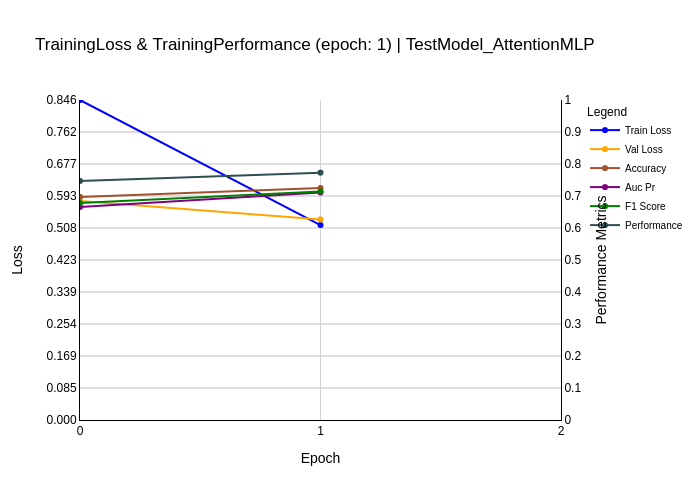 TrainingLoss & TrainingPerformance (epoch: 1) | TestModel_AttentionMLP
0.846
0.762
0.677
0.593
0.508
0.423
0.339
0.254
0.169
0.085
0.000
Loss
0
1
2
Epoch
1
0.9
0.8
0.7
0.6
0.5
0.4
0.3
0.2
0.1
0
Performance Metrics
Legend
Train Loss
Val Loss
Accuracy
Auc Pr
F1 Score
Performance